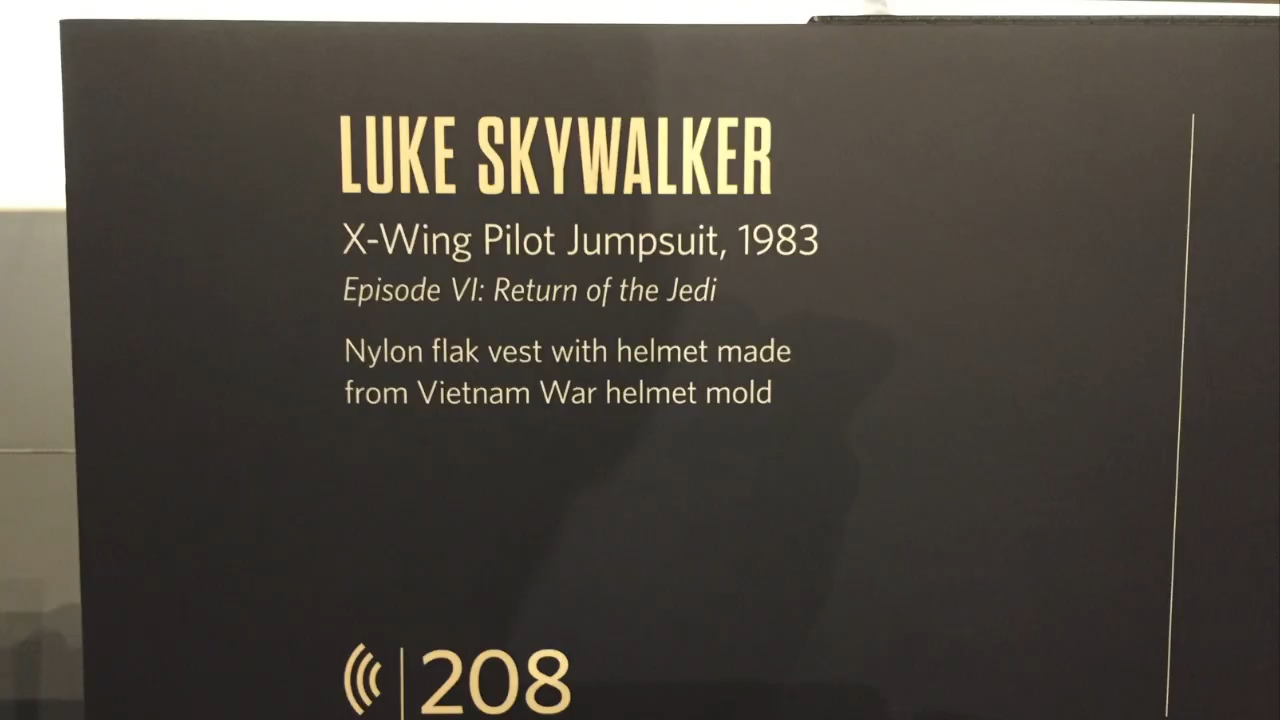 LUKE SKYWALKER
X-Wing Pilot Jumpsuit, 1983
Episode VI: Return of the Jedi
Nylon flak vest with helmet made
from Vietnam War helmet mold
208